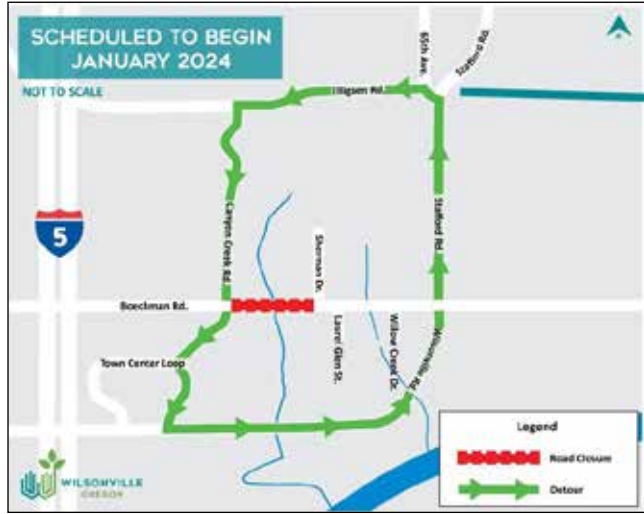 SCHEDULED TO BEGIN
JANUARY 2024
NOT TO SCALE
65th Ave.
Stafford Rd.
Elligsen Rd.
5
Canyon Creek Rd.
Sherman Dr.
Stafford Rd.
Boeckman Rd.
Laurel Glen St.
Willow Creek Dr.
Wilsonville Rd.
Town Center Loop
Legend
Road Closure
Detour
WILSONVILLE
OREGON